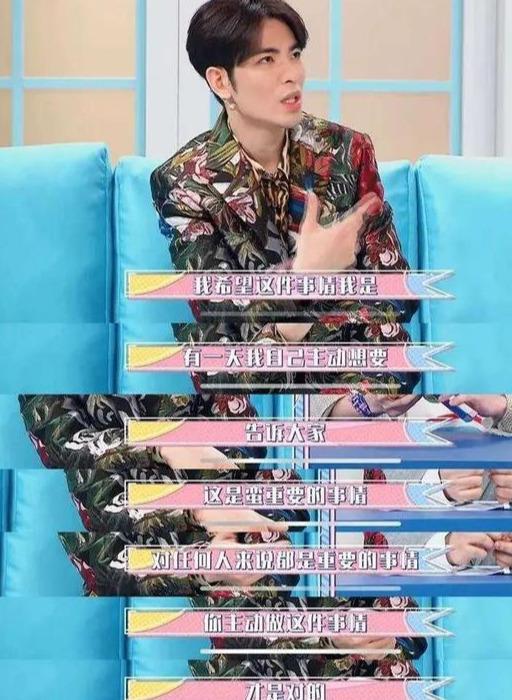 我希望这件事情我是
有一天我自己主动想要
告诉大家
这是蛮重要的事情
对任何人来说都是重要的事情
你主动做这件事情
才是对的